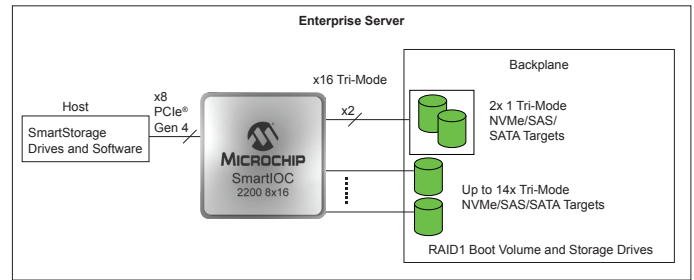 Enterprise Server
Host
SmartStorage
Drives and Software
x8
PCIe®
Gen 4
MICROCHIP
SmartIOC
2200 8x16
x16 Tri-Mode
x2
Backplane
2x 1 Tri-Mode
NVMe/SAS/
SATA Targets
Up to 14x Tri-Mode
NVMe/SAS/SATA Targets
RAID1 Boot Volume and Storage Drives